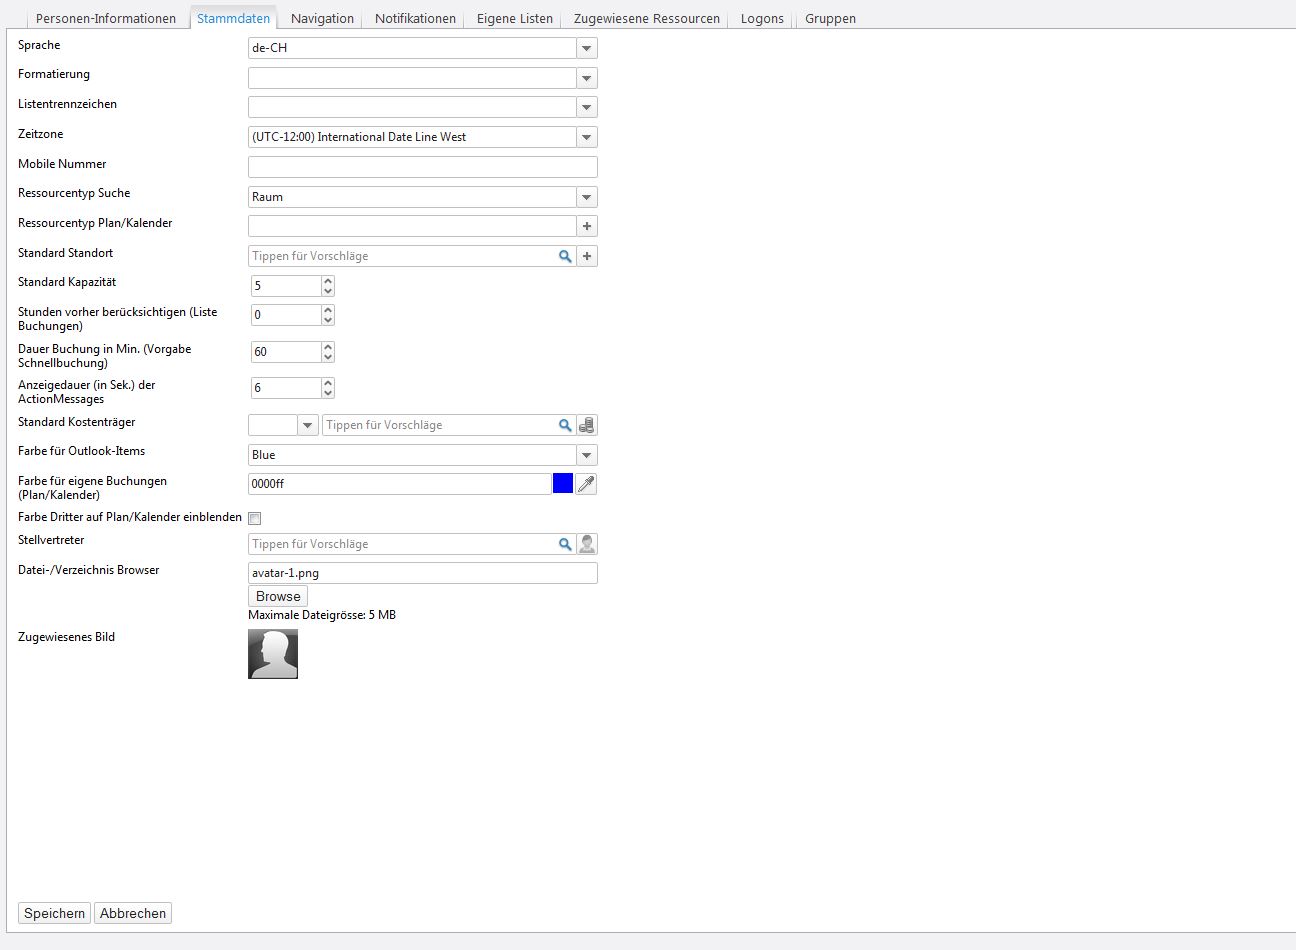 Personen-Informationen Stammdaten Navigation Notifikationen Eigene Listen Zugewiesene Ressourcen Logons Gruppen
Sprache de-CH
Formatierung
Listentrennzeichen
Zeitzone (UTC-12:00) International Date Line West
Mobile Nummer
Ressourcentyp Suche Raum
Ressourcentyp Plan/Kalender
Standard Standort Tippen für Vorschläge
Standard Kapazität 5
Stunden vorher berücksichtigen (Liste 0
Buchungen)
Dauer Buchung in Min. (Vorgabe 60
Schnellbuchung)
Anzeigedauer (in Sek.) der 6
ActionMessages
Standard Kostenträger Tippen für Vorschläge
Farbe für Outlook-Items Blue
Farbe für eigene Buchungen 0000ff
(Plan/Kalender)
Farbe Dritter auf Plan/Kalender einblenden
Stellvertreter Tippen für Vorschläge
Datei-/Verzeichnis Browser avatar-1.png
Browse
Maximale Dateigrösse: 5 MB
Zugewiesenes Bild
Speichern Abbrechen